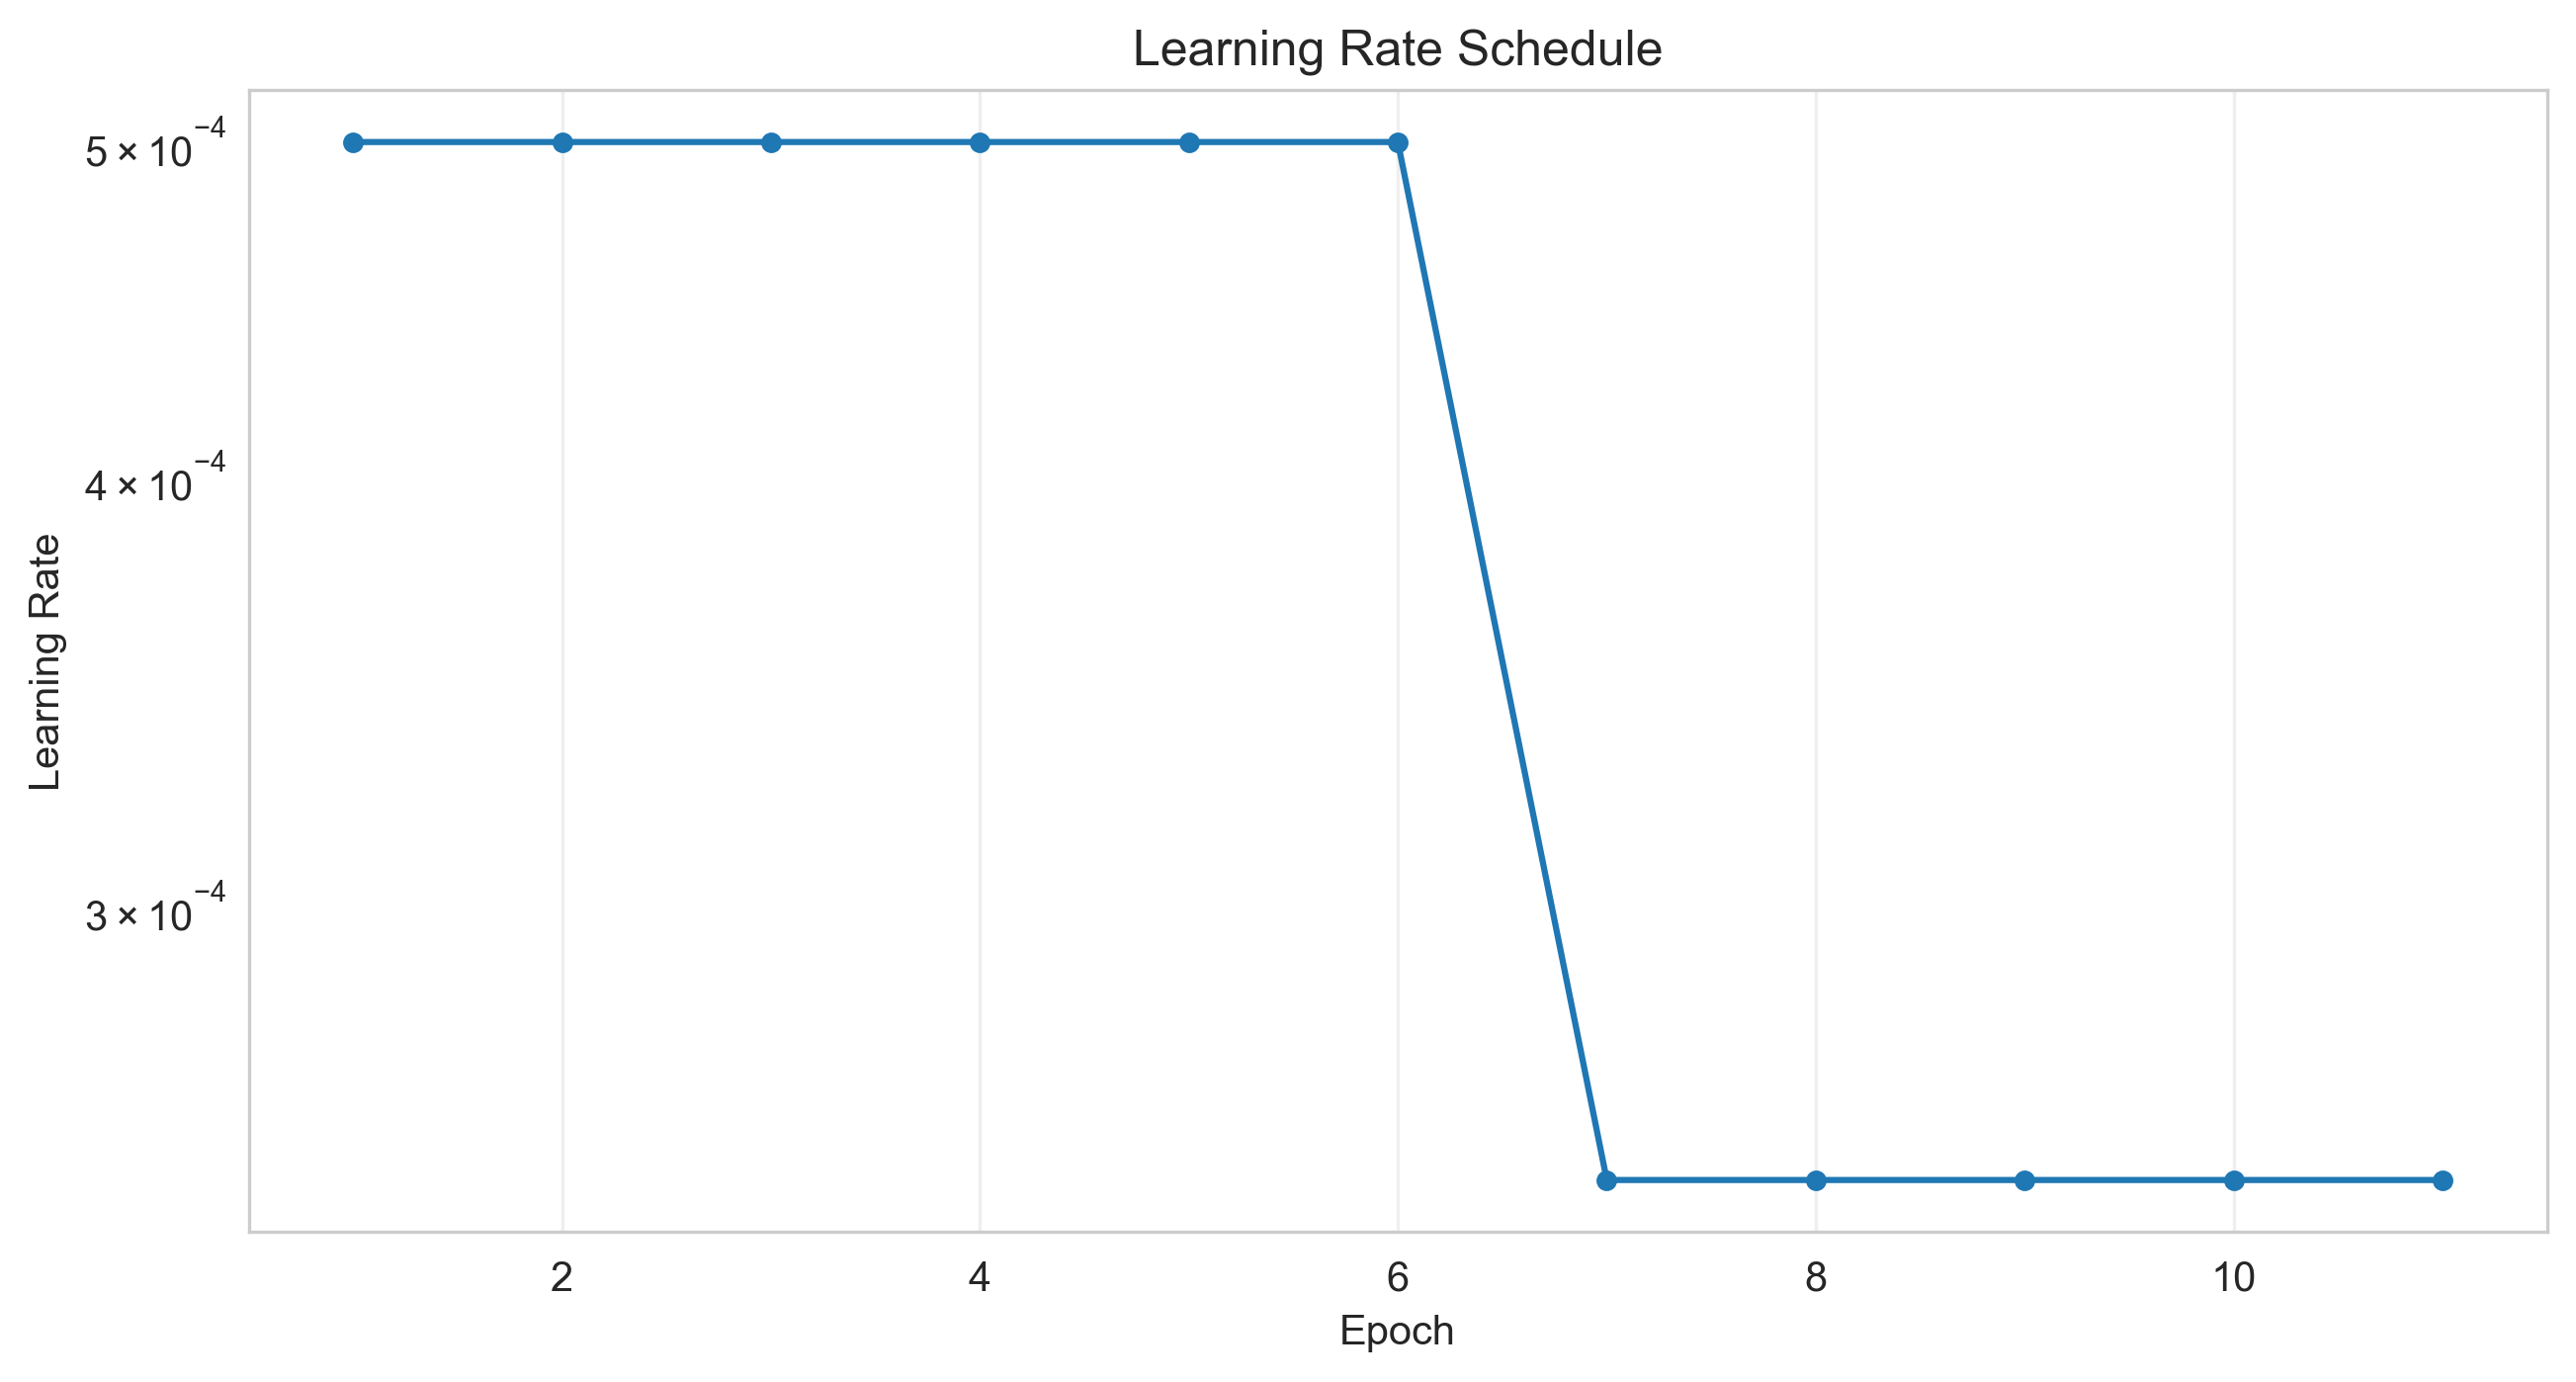 Learning Rate Schedule
5 × 10⁻⁴
4 × 10⁻⁴
3 × 10⁻⁴
Learning Rate
2 4 6 8 10
Epoch